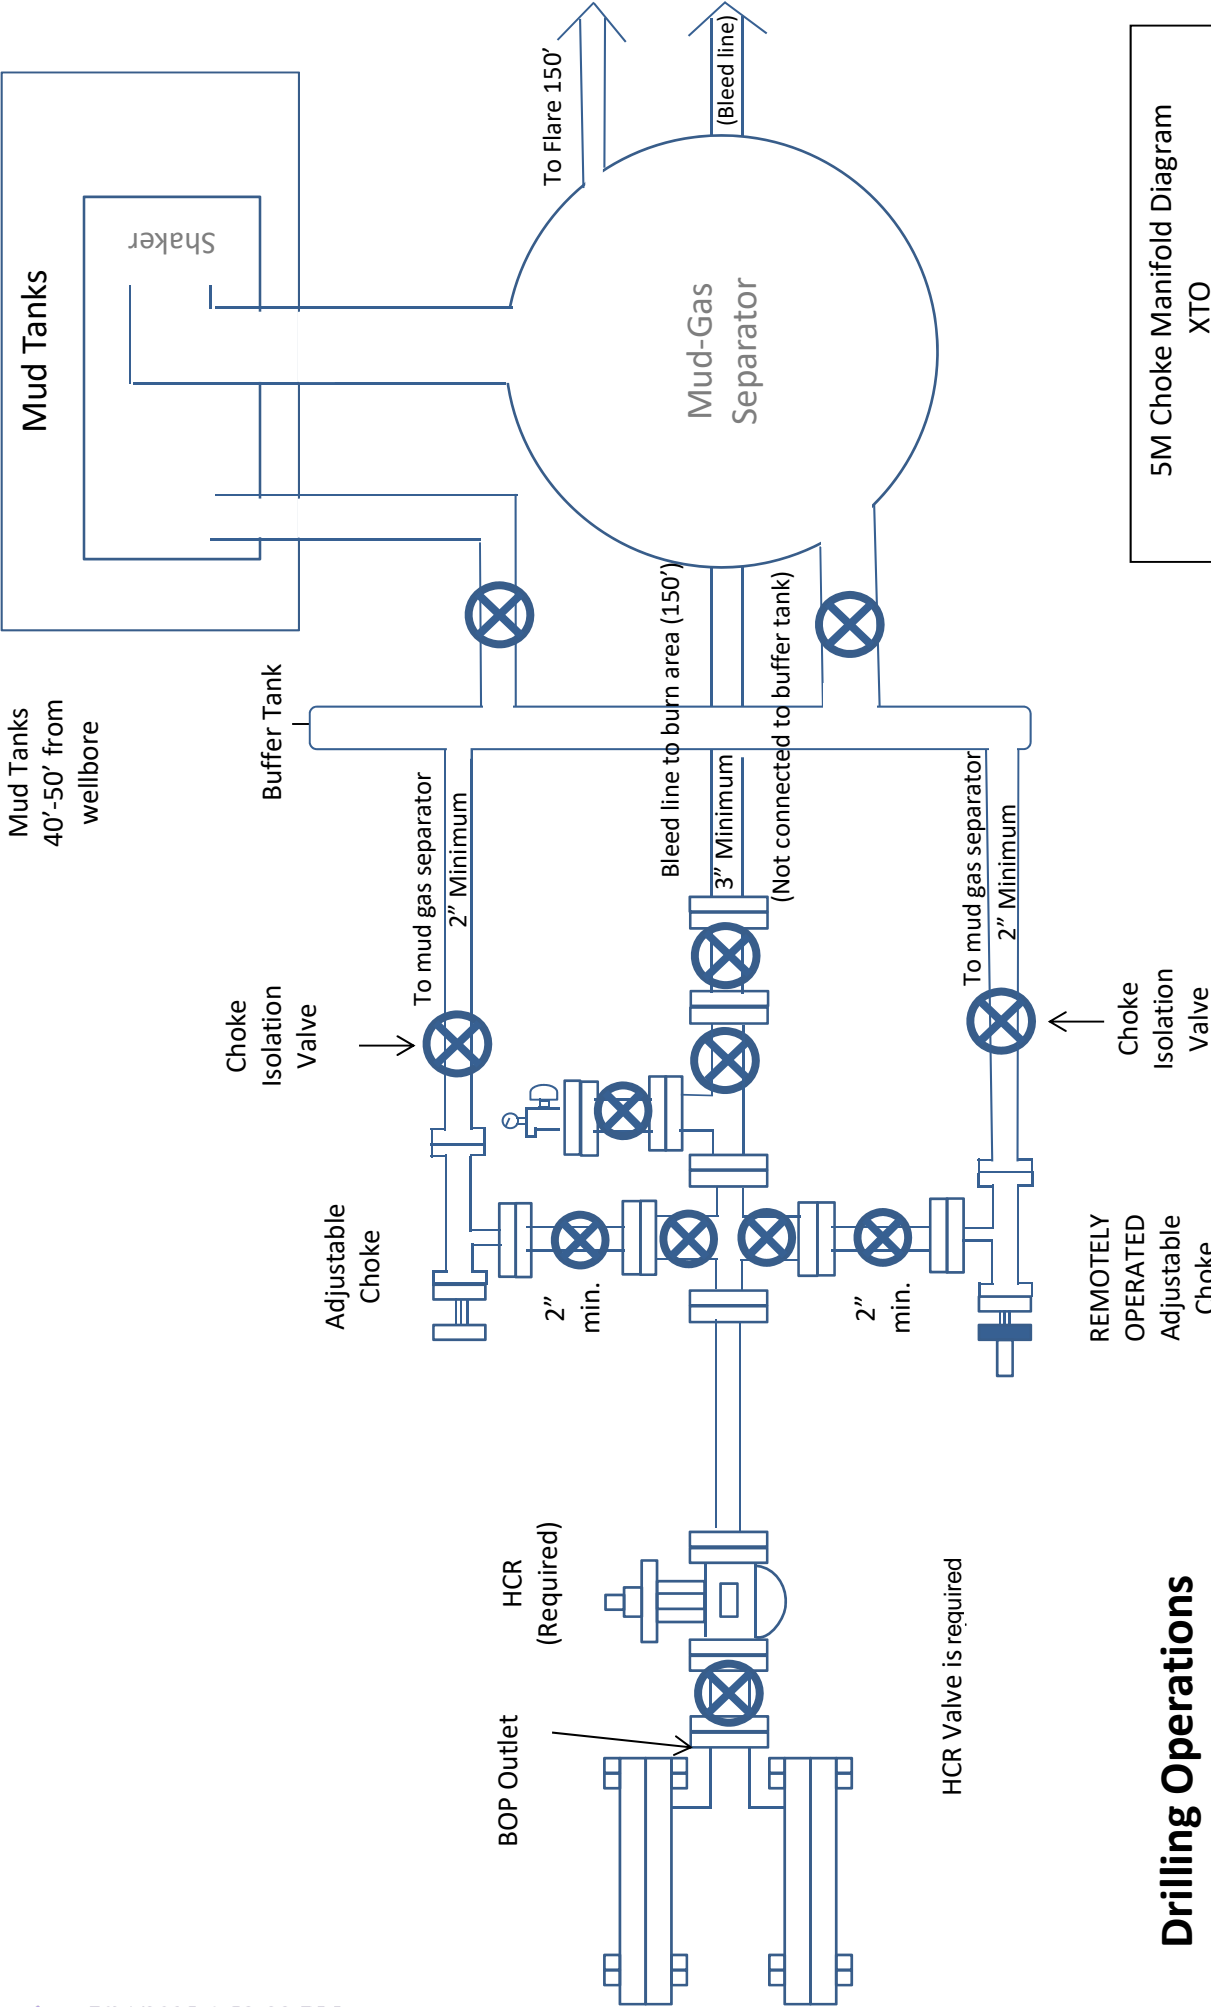 Mud Tanks
Shaker
To Flare 150’
(Bleed line)
Mud-Gas
Separator
5M Choke Manifold Diagram
XTO
Mud Tanks
40’-50’ from
wellbore
Buffer Tank
To mud gas separator
2” Minimum
Bleed line to burn area (150’)
3” Minimum
(Not connected to buffer tank)
To mud gas separator
2” Minimum
Choke
Isolation
Valve
Choke
Isolation
Valve
Adjustable
Choke
2”
min.
2”
min.
REMOTELY
OPERATED
Adjustable
Choke
HCR
(Required)
BOP Outlet
HCR Valve is required
Drilling Operations